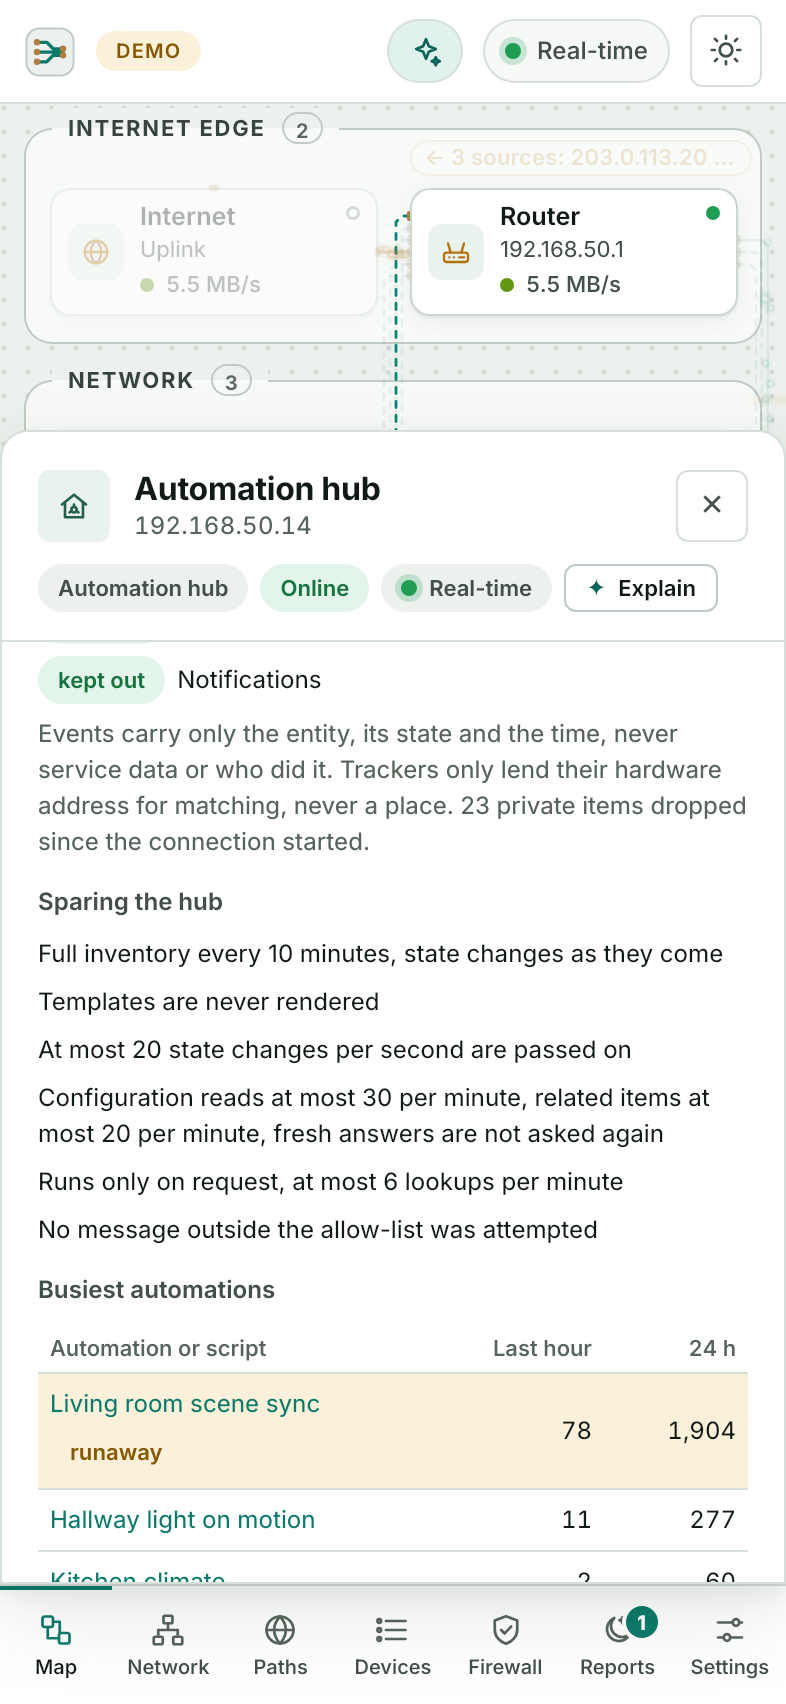 DEMO
Real-time
INTERNET EDGE 2
← 3 sources: 203.0.113.20 ...
Internet
Uplink
5.5 MB/s
Router
192.168.50.1
5.5 MB/s
NETWORK 3
Automation hub
192.168.50.14
Automation hub
Online
Real-time
Explain
kept out Notifications
Events carry only the entity, its state and the time, never
service data or who did it. Trackers only lend their hardware
address for matching, never a place. 23 private items dropped
since the connection started.
Sparing the hub
Full inventory every 10 minutes, state changes as they come
Templates are never rendered
At most 20 state changes per second are passed on
Configuration reads at most 30 per minute, related items at
most 20 per minute, fresh answers are not asked again
Runs only on request, at most 6 lookups per minute
No message outside the allow-list was attempted
Busiest automations
Automation or script Last hour 24 h
Living room scene sync 78 1,904
runaway
Hallway light on motion 11 277
Kitchen climate 2 60
1
Map Network Paths Devices Firewall Reports Settings